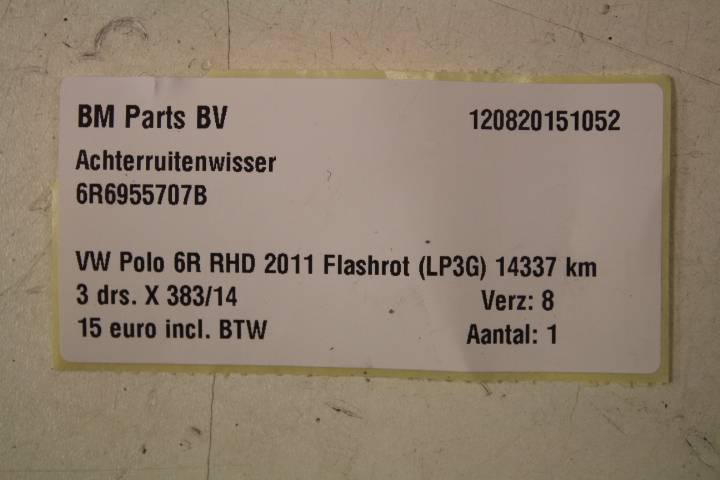 BM Parts BV 120820151052
Achterruitenwisser
6R6955707B
VW Polo 6R RHD 2011 Flashrot (LP3G) 14337 km
3 drs. X 383/14 Verz: 8
15 euro incl. BTW Aantal: 1